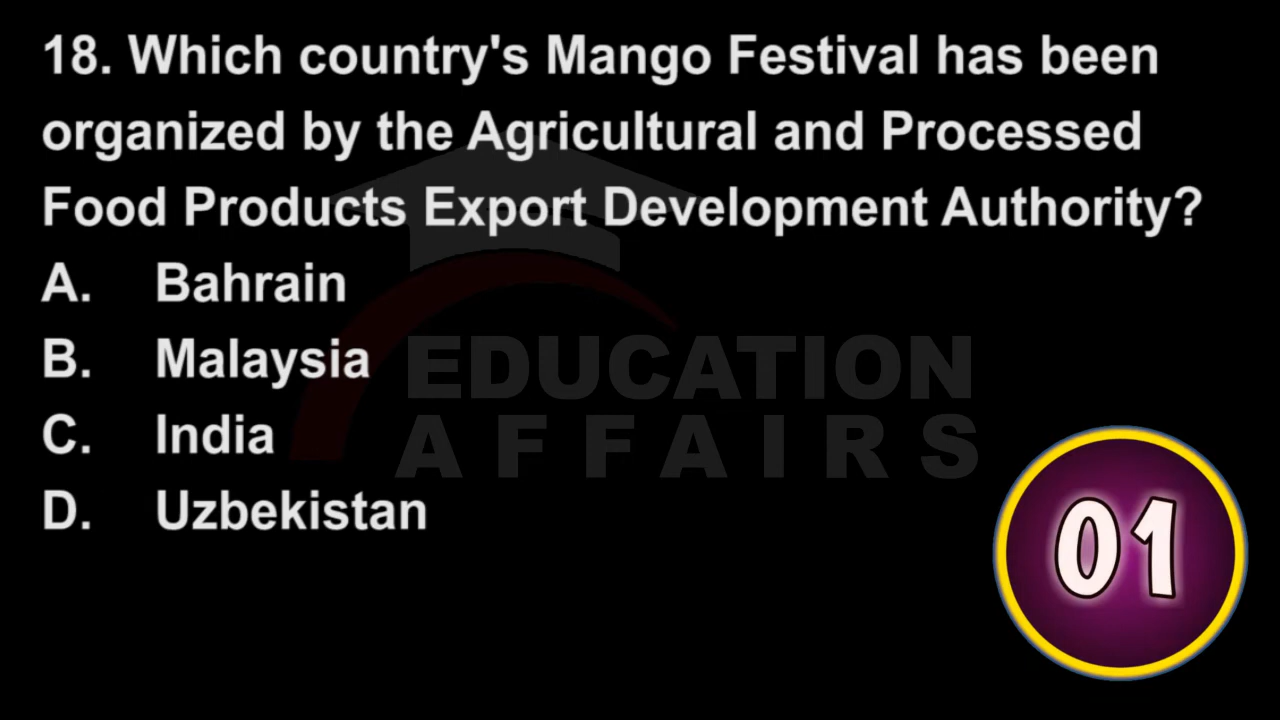 18. Which country's Mango Festival has been
organized by the Agricultural and Processed
Food Products Export Development Authority?
A. Bahrain
B. Malaysia
C. India
D. Uzbekistan
EDUCATION
AFFAIRS
01